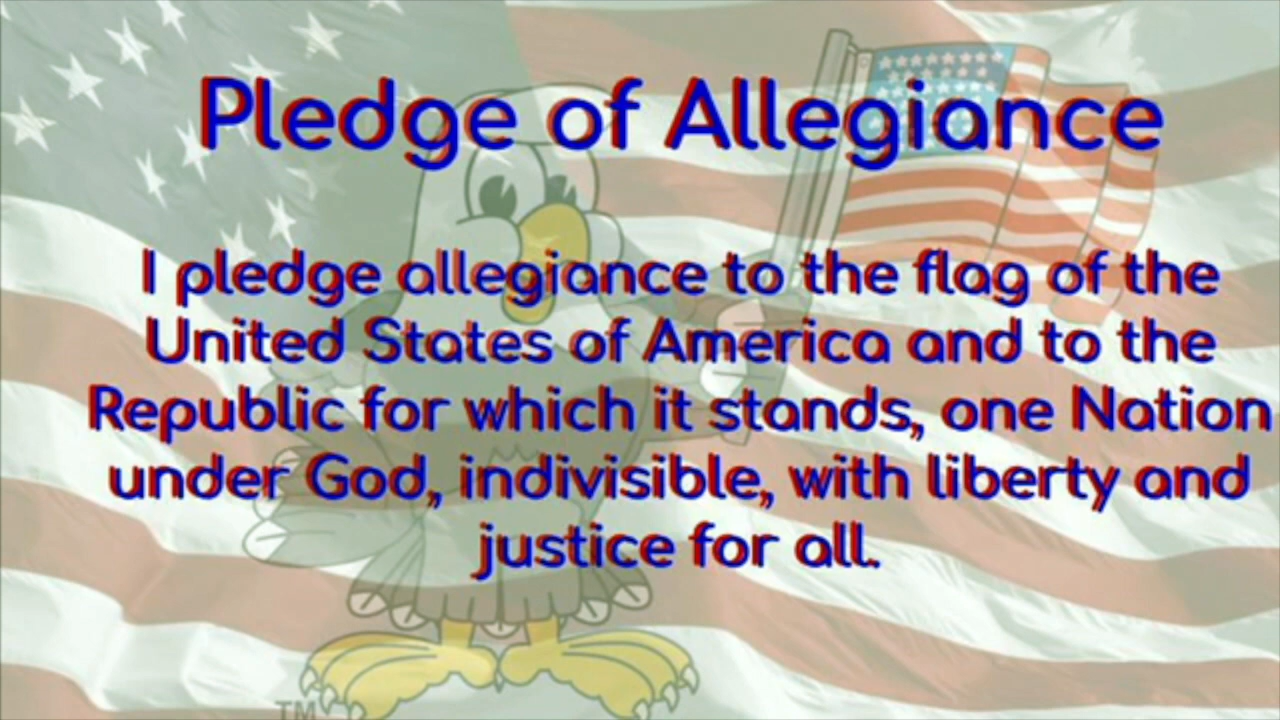 Pledge of Allegiance
I pledge allegiance to the flag of the
United States of America and to the
Republic for which it stands, one Nation
under God, indivisible, with liberty and
justice for all.
TM